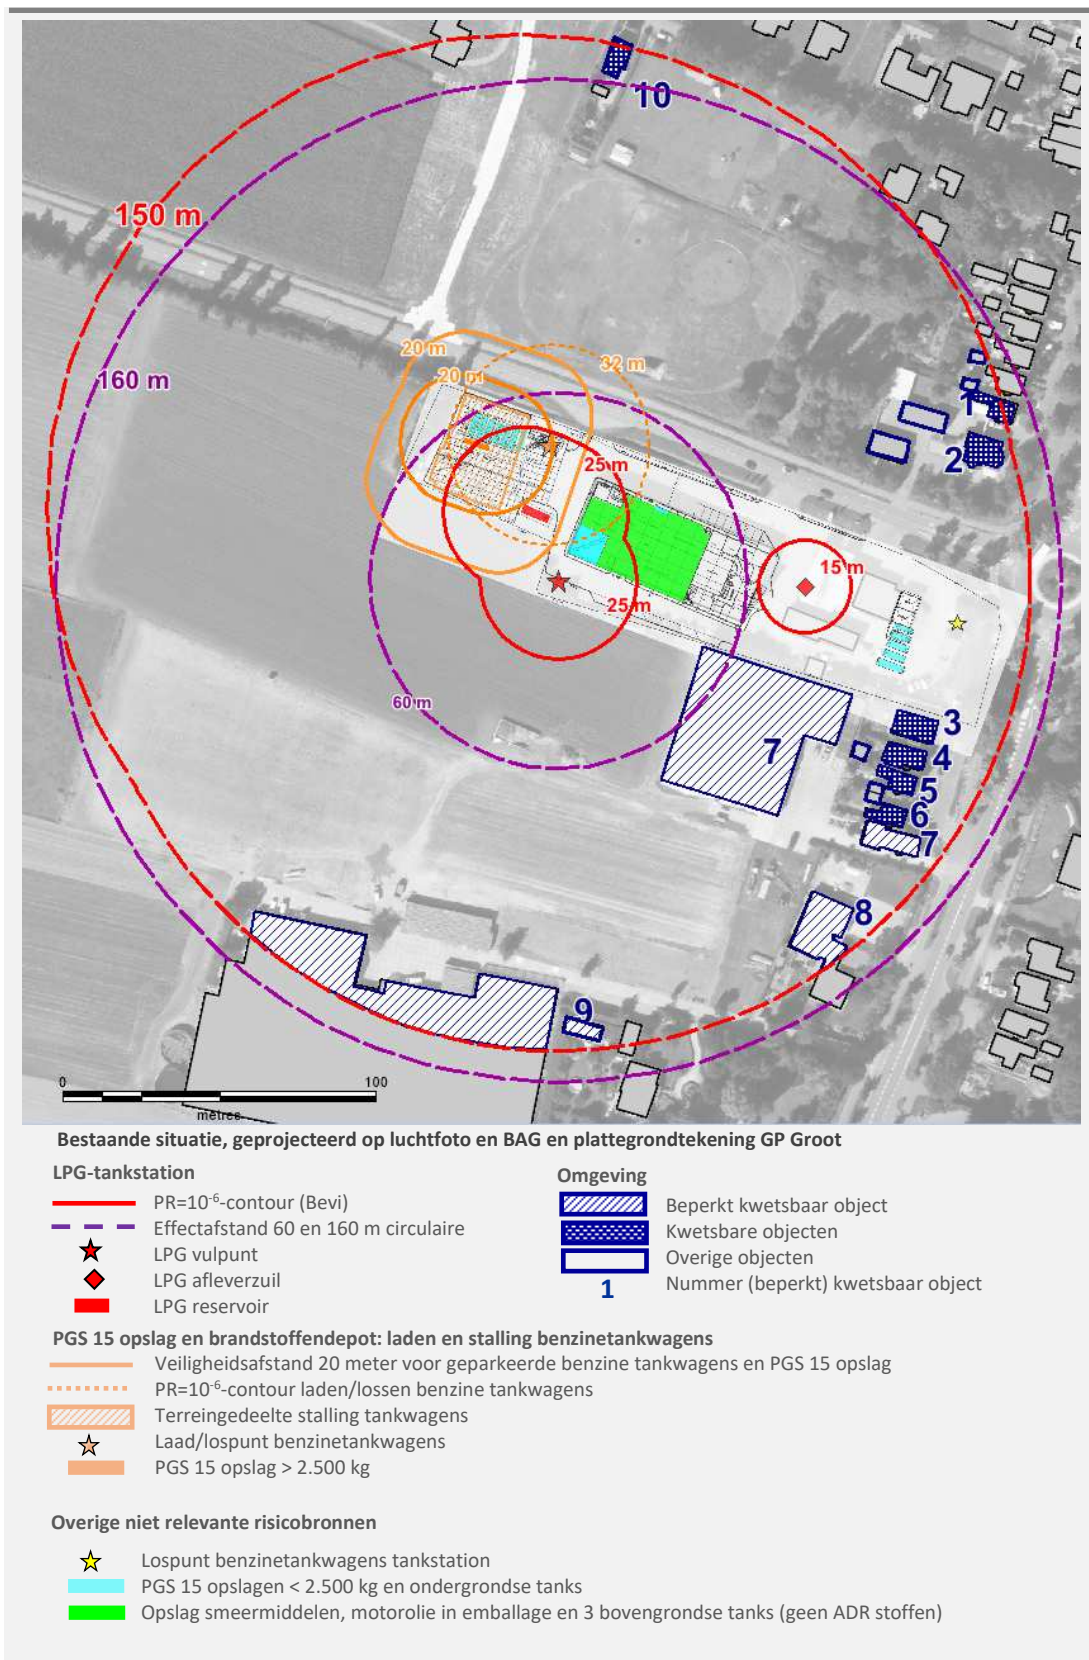 10
150 m
160 m
20 m
20 m
32 m
1
2
25 m
15 m
25 m
60 m
3
7
4
5
6
7
8
9
0
100
metres
Bestaande situatie, geprojecteerd op luchtfoto en BAG en plattegrondtekening GP Groot
LPG-tankstation
PR=10⁻⁶-contour (Bevi)
Effectafstand 60 en 160 m circulaire
LPG vulpunt
LPG afleverzuil
LPG reservoir
Omgeving
Beperkt kwetsbaar object
Kwetsbare objecten
Overige objecten
1 Nummer (beperkt) kwetsbaar object
PGS 15 opslag en brandstoffendepot: laden en stalling benzinetankwagens
Veiligheidsafstand 20 meter voor geparkeerde benzine tankwagens en PGS 15 opslag
PR=10⁻⁶-contour laden/lossen benzine tankwagens
Terreingedeelte stalling tankwagens
Laad/lospunt benzinetankwagens
PGS 15 opslag > 2.500 kg
Overige niet relevante risicobronnen
Lospunt benzinetankwagens tankstation
PGS 15 opslagen < 2.500 kg en ondergrondse tanks
Opslag smeermiddelen, motorolie in emballage en 3 bovengrondse tanks (geen ADR stoffen)